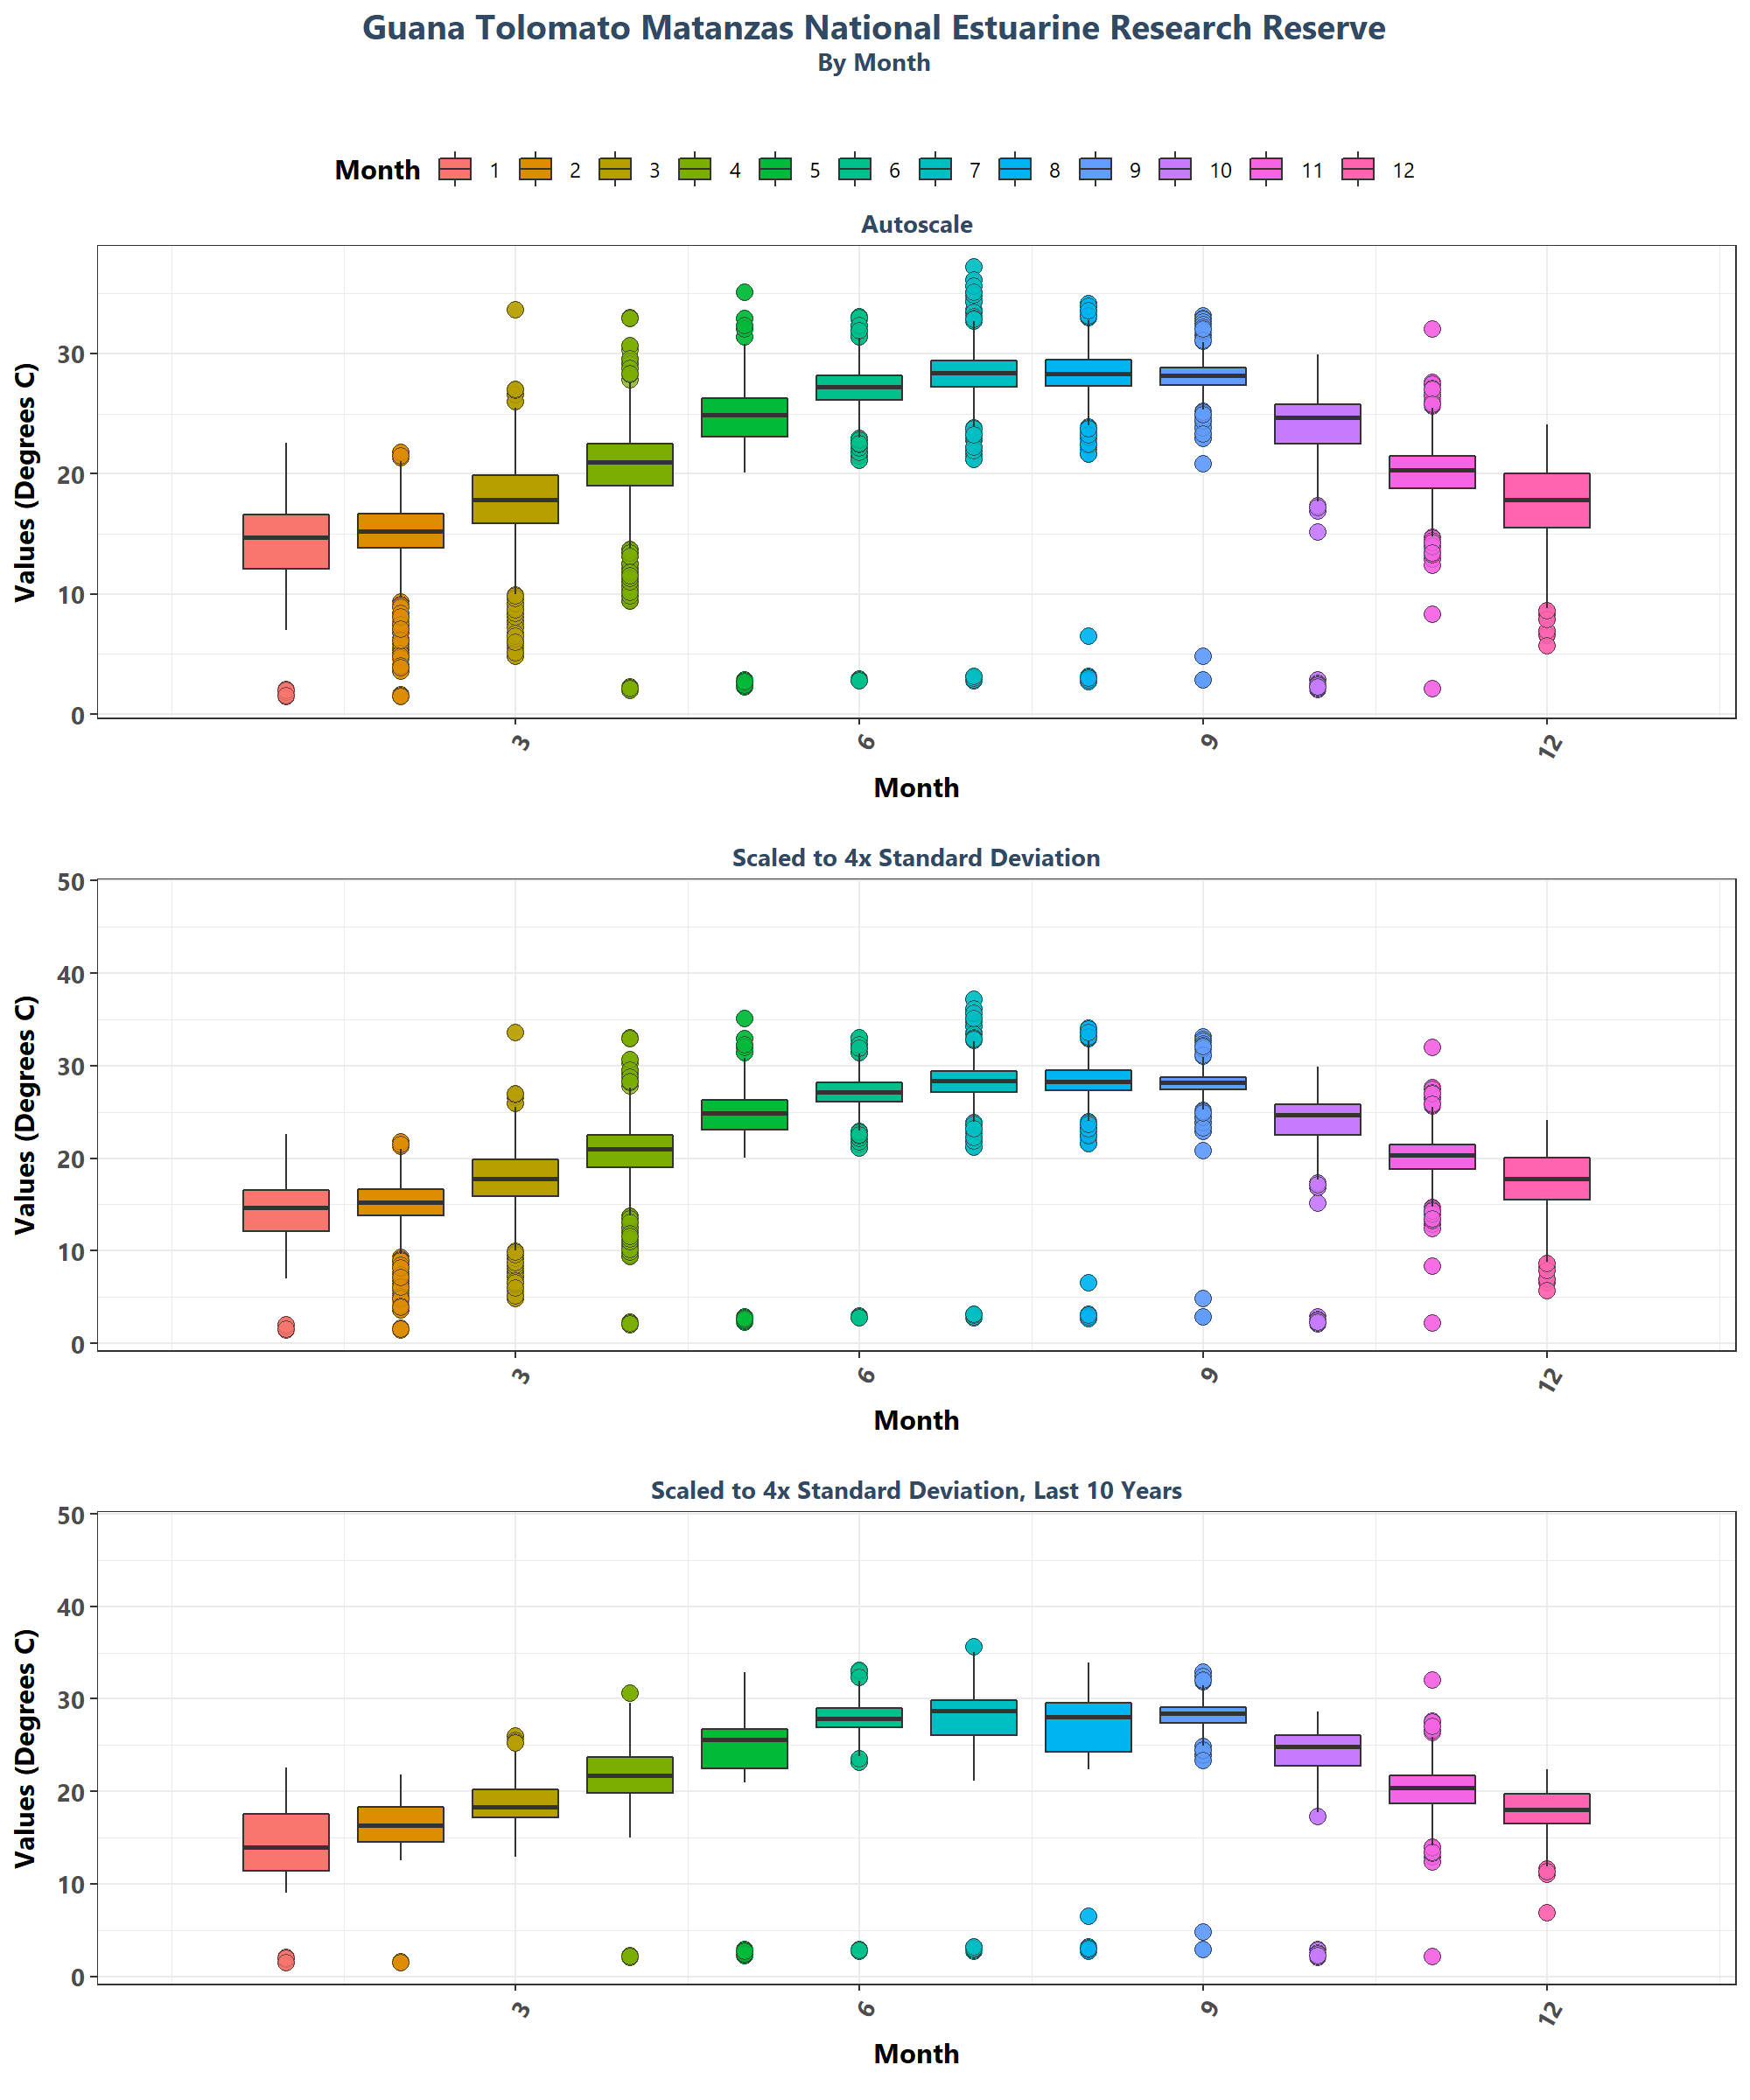 Guana Tolomato Matanzas National Estuarine Research Reserve
By Month
Month 1 2 3 4 5 6 7 8 9 10 11 12
Autoscale
Values (Degrees C)
30
20
10
0
3 6 9 12
Month
Scaled to 4x Standard Deviation
Values (Degrees C)
50
40
30
20
10
0
3 6 9 12
Month
Scaled to 4x Standard Deviation, Last 10 Years
Values (Degrees C)
50
40
30
20
10
0
3 6 9 12
Month